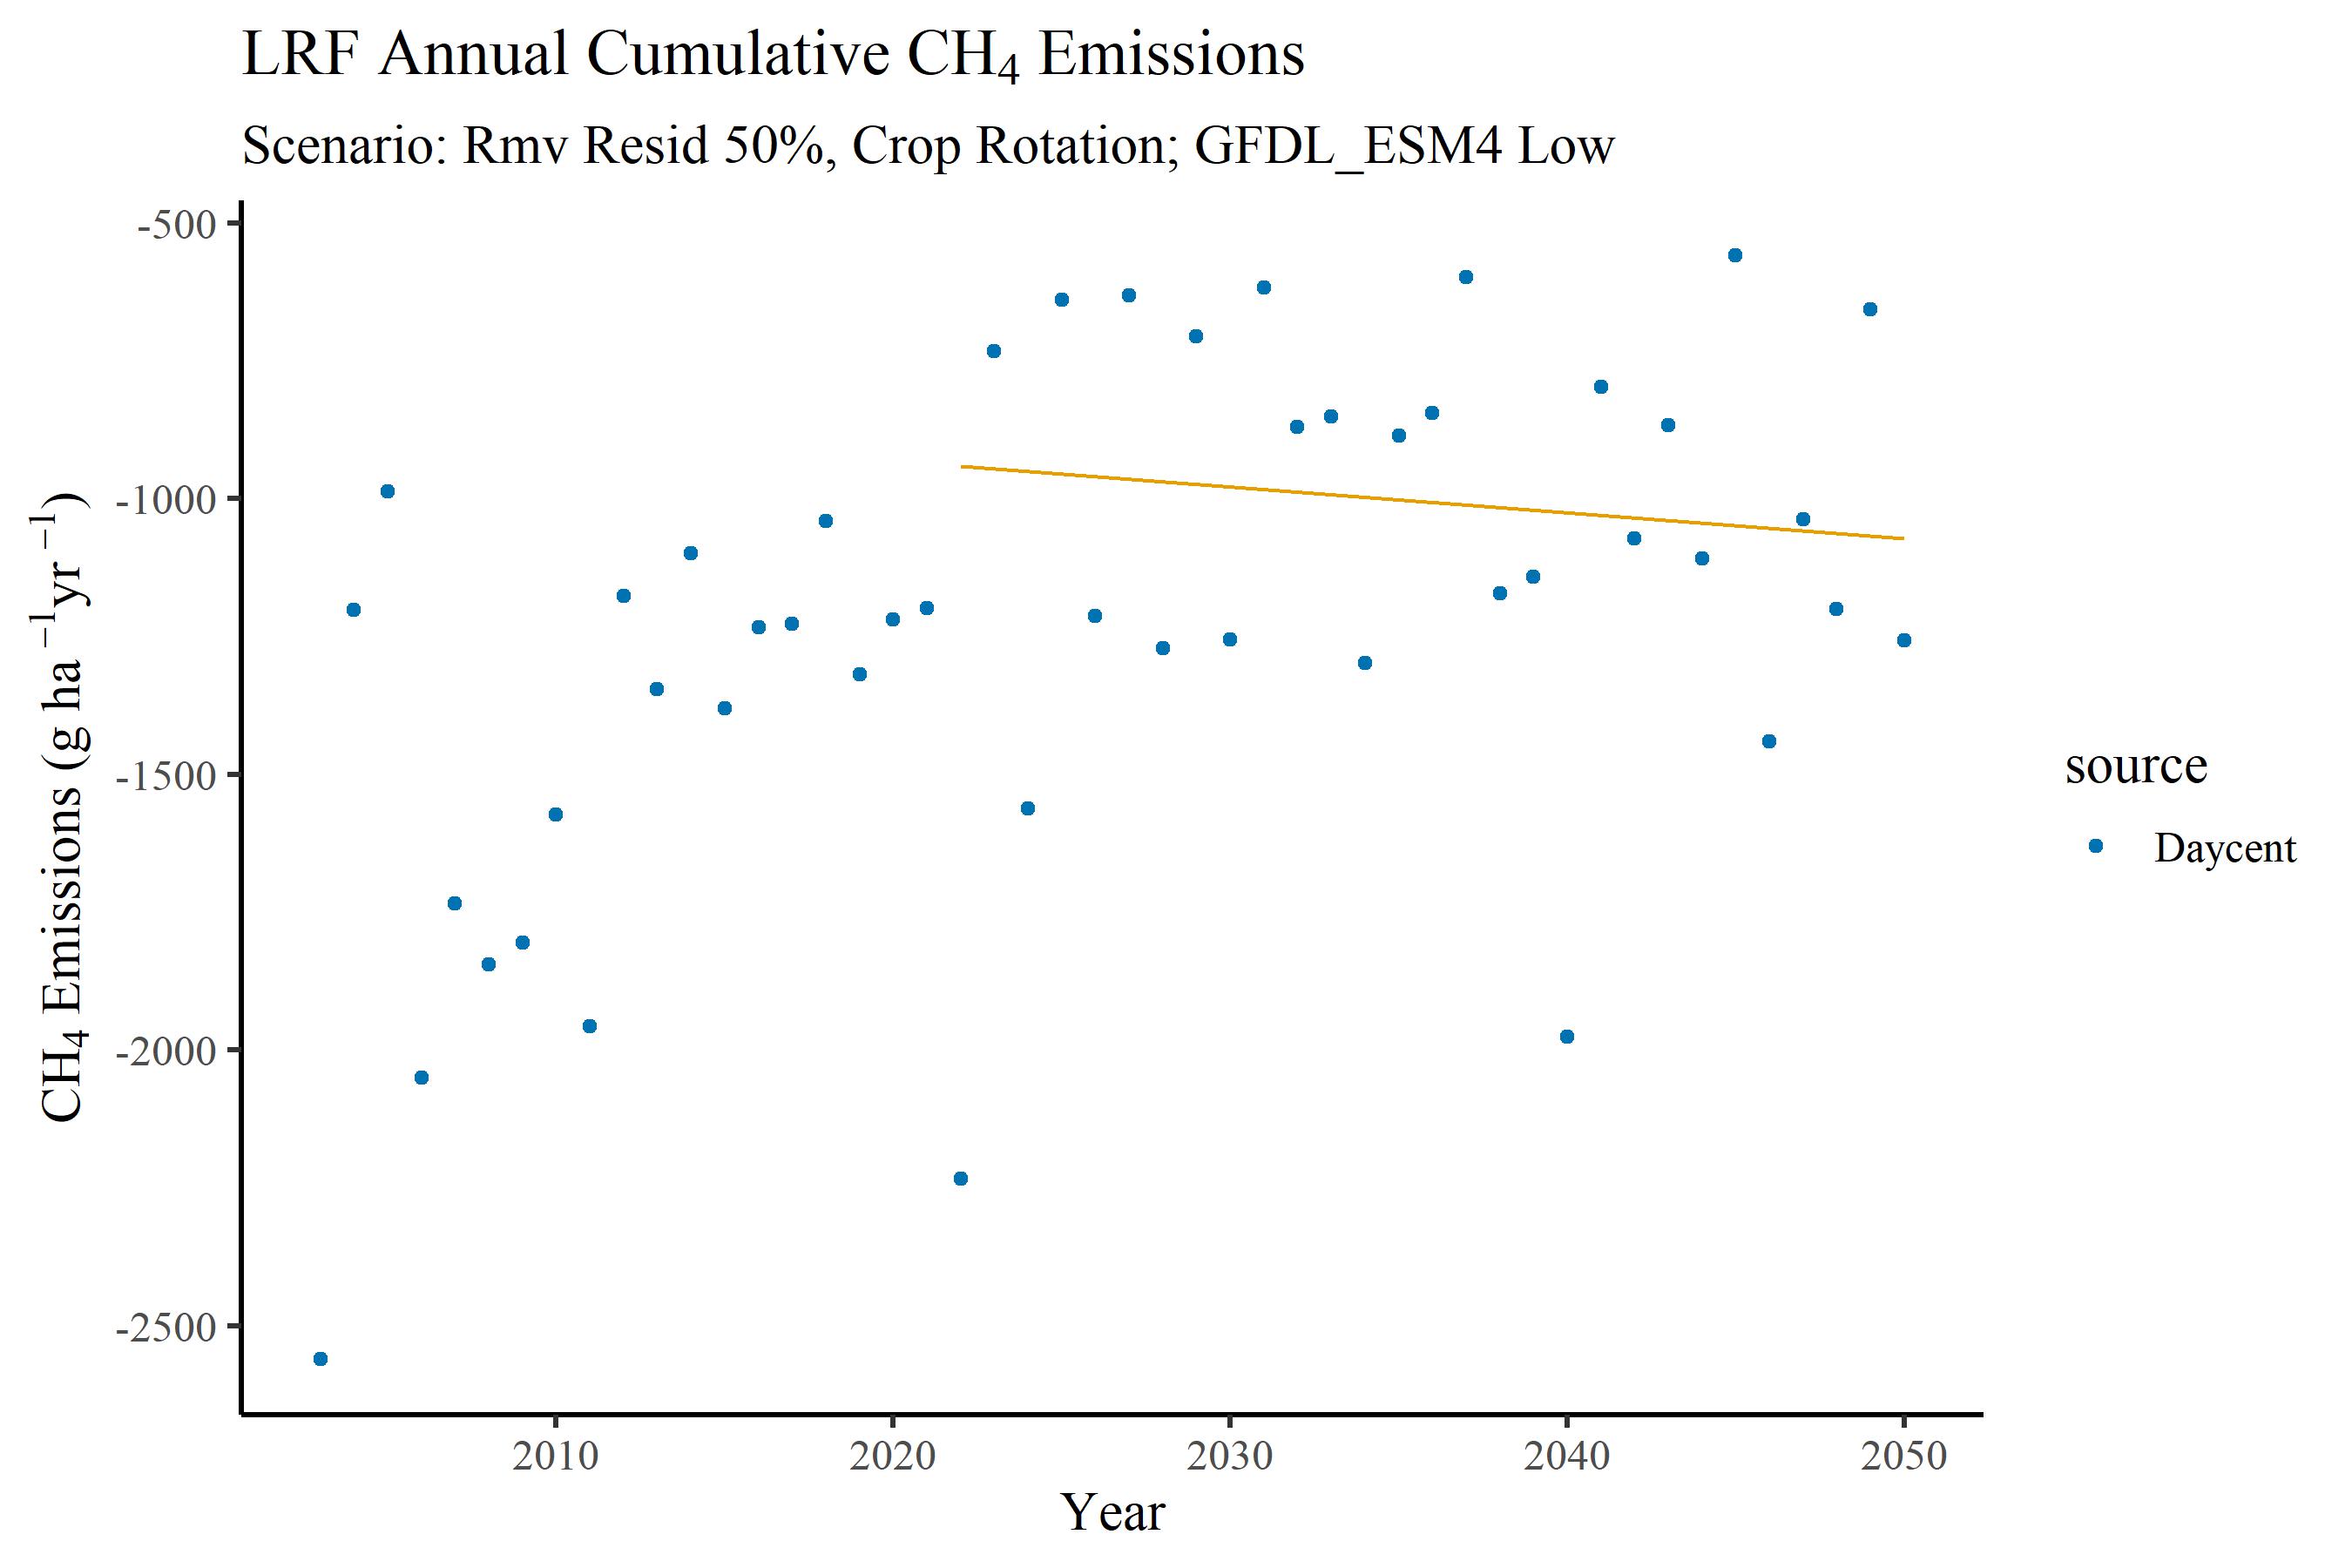 LRF Annual Cumulative CH₄ Emissions
Scenario: Rmv Resid 50%, Crop Rotation; GFDL_ESM4 Low
CH₄ Emissions (g ha ⁻¹yr ⁻¹)
-500
-1000
-1500
-2000
-2500
2010 2020 2030 2040 2050
Year
source
Daycent